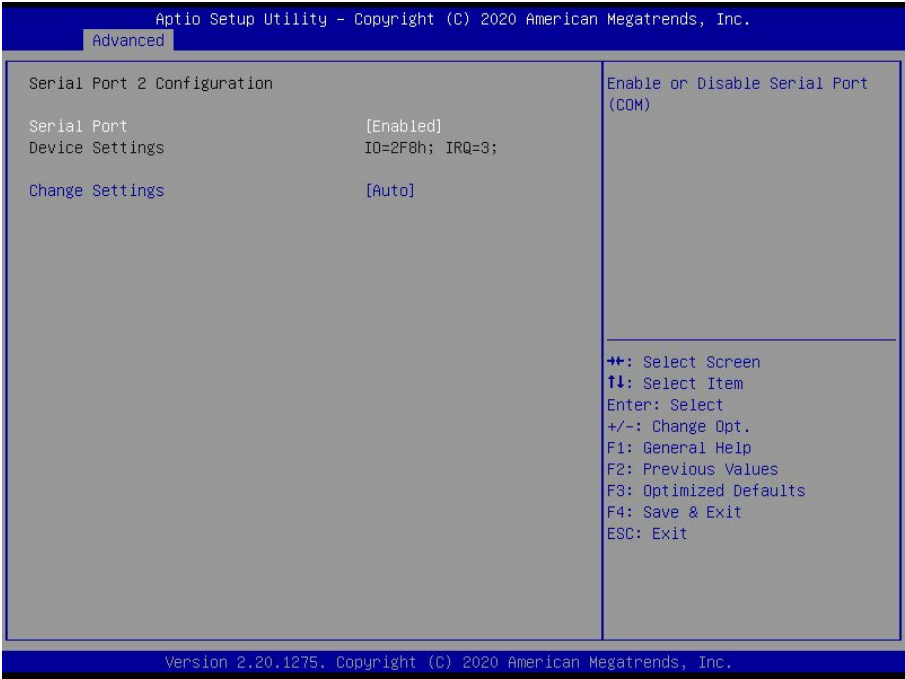 Aptio Setup Utility – Copyright (C) 2020 American Megatrends, Inc.
Advanced
Serial Port 2 Configuration
Serial Port [Enabled]
Device Settings IO=2F8h; IRQ=3;
Change Settings [Auto]
Enable or Disable Serial Port
(COM)
→←: Select Screen
↑↓: Select Item
Enter: Select
+/-: Change Opt.
F1: General Help
F2: Previous Values
F3: Optimized Defaults
F4: Save & Exit
ESC: Exit
Version 2.20.1275. Copyright (C) 2020 American Megatrends, Inc.